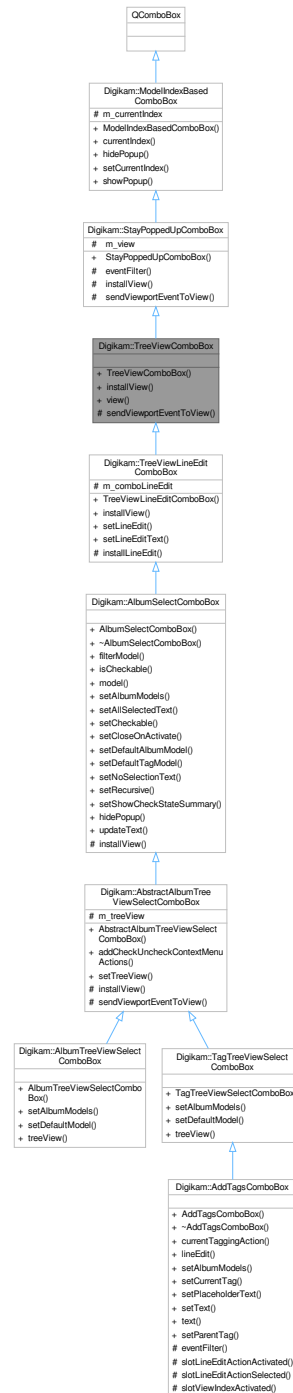 QComboBox
Digikam::ModelIndexBased
ComboBox
# m_currentIndex
+ ModelIndexBasedComboBox()
+ currentIndex()
+ hidePopup()
+ setCurrentIndex()
+ showPopup()
Digikam::StayPoppedUpComboBox
# m_view
+ StayPoppedUpComboBox()
# eventFilter()
# installView()
# sendViewportEventToView()
Digikam::TreeViewComboBox
+ TreeViewComboBox()
+ installView()
+ view()
# sendViewportEventToView()
Digikam::TreeViewLineEdit
ComboBox
# m_comboLineEdit
+ TreeViewLineEditComboBox()
+ installView()
+ setLineEdit()
+ setLineEditText()
# installLineEdit()
Digikam::AlbumSelectComboBox
+ AlbumSelectComboBox()
+ ~AlbumSelectComboBox()
+ filterModel()
+ isCheckable()
+ model()
+ setAlbumModels()
+ setAllSelectedText()
+ setCheckable()
+ setCloseOnActivate()
+ setDefaultAlbumModel()
+ setDefaultTagModel()
+ setNoSelectionText()
+ setRecursive()
+ setShowCheckStateSummary()
+ hidePopup()
+ updateText()
# installView()
Digikam::AbstractAlbumTree
ViewSelectComboBox
# m_treeView
+ AbstractAlbumTreeViewSelect
ComboBox()
+ addCheckUncheckContextMenu
Actions()
+ setTreeView()
# installView()
# sendViewportEventToView()
Digikam::AlbumTreeViewSelect
ComboBox
+ AlbumTreeViewSelectCombo
Box()
+ setAlbumModels()
+ setDefaultModel()
+ treeView()
Digikam::TagTreeViewSelect
ComboBox
+ TagTreeViewSelectComboBox()
+ setAlbumModels()
+ setDefaultModel()
+ treeView()
Digikam::AddTagsComboBox
+ AddTagsComboBox()
+ ~AddTagsComboBox()
+ currentTaggingAction()
+ lineEdit()
+ setAlbumModels()
+ setCurrentTag()
+ setPlaceholderText()
+ setText()
+ text()
+ setParentTag()
# eventFilter()
# slotLineEditActionActivated()
# slotLineEditActionSelected()
# slotViewIndexActivated()